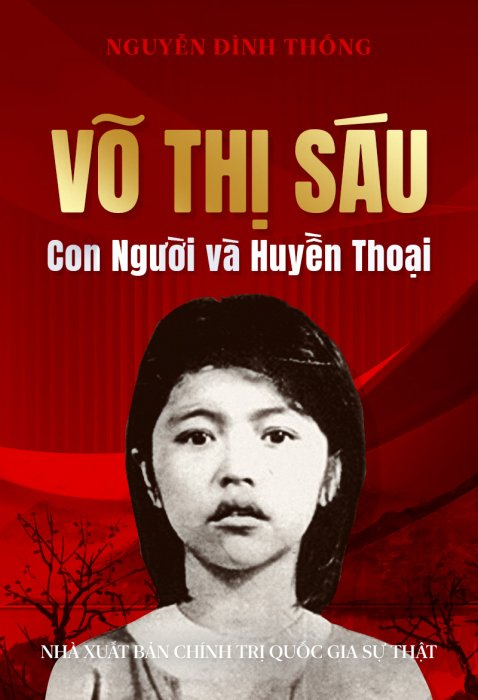 NGUYỄN ĐÌNH THỐNG
VÕ THỊ SÁU
Con Người và Huyền Thoại
NHÀ XUẤT BẢN CHÍNH TRỊ QUỐC GIA SỰ THẬT